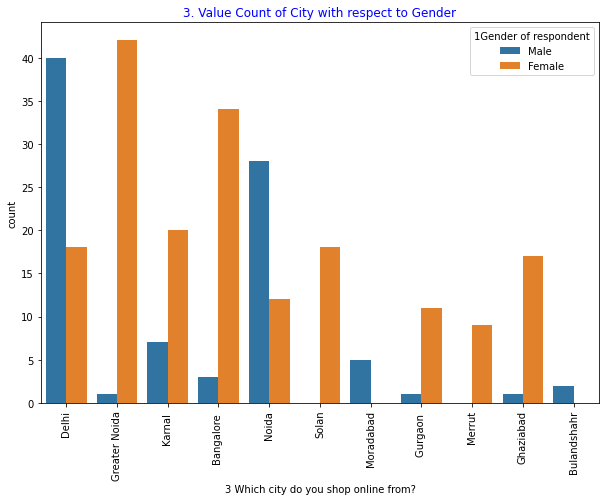 3. Value Count of City with respect to Gender
1Gender of respondent
Male
Female
count
40
35
30
25
20
15
10
5
0
Delhi
Greater Noida
Karnal
Bangalore
Noida
Solan
Moradabad
Gurgaon
Merrut
Ghaziabad
Bulandshahr
3 Which city do you shop online from?